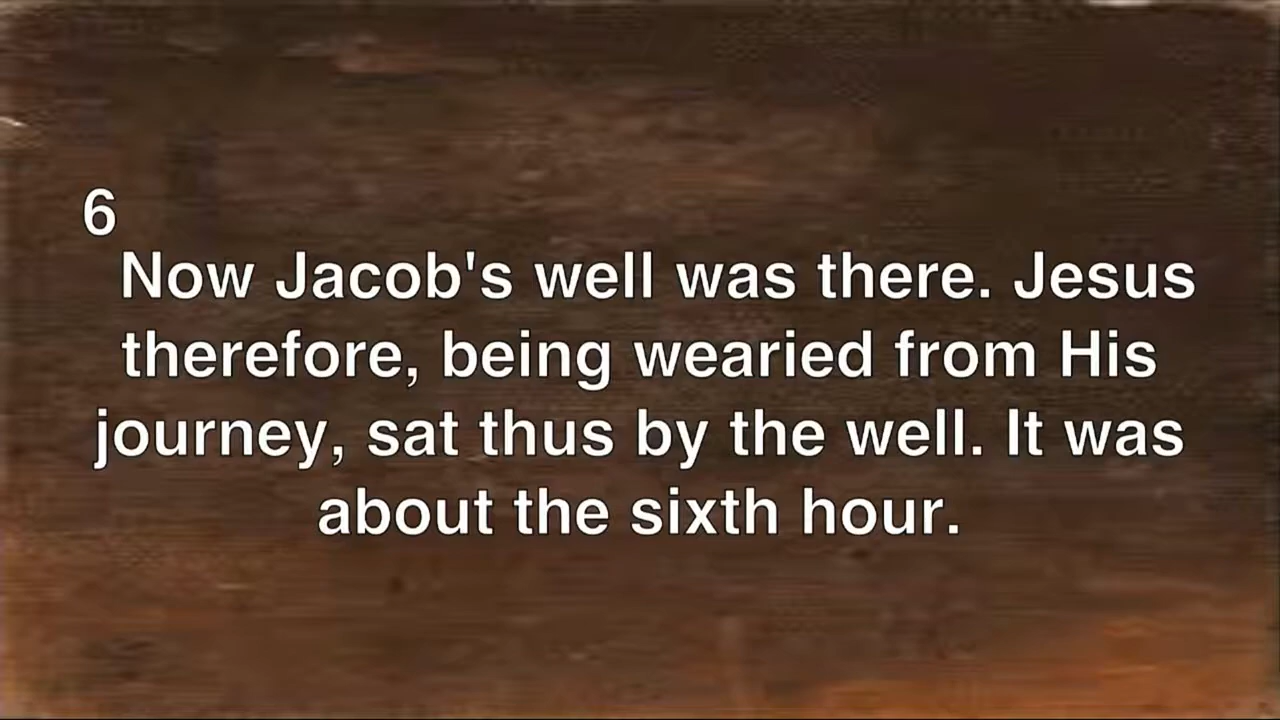 6
Now Jacob's well was there. Jesus
therefore, being wearied from His
journey, sat thus by the well. It was
about the sixth hour.